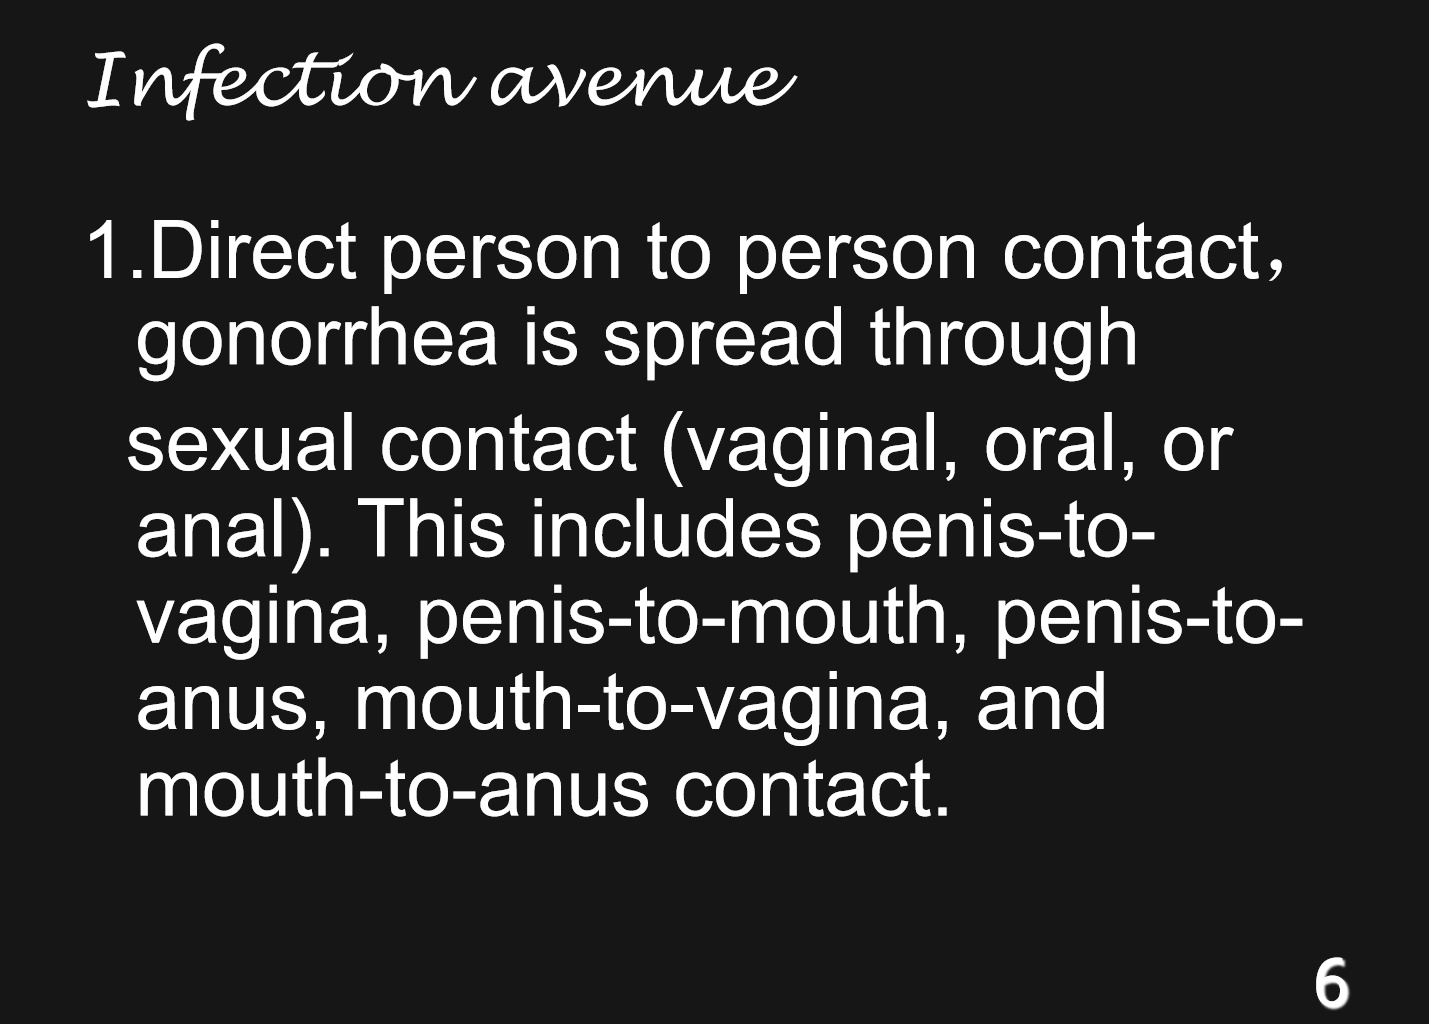 Infection avenue
1.Direct person to person contact，
gonorrhea is spread through
sexual contact (vaginal, oral, or
anal). This includes penis-to-
vagina, penis-to-mouth, penis-to-
anus, mouth-to-vagina, and
mouth-to-anus contact.
6